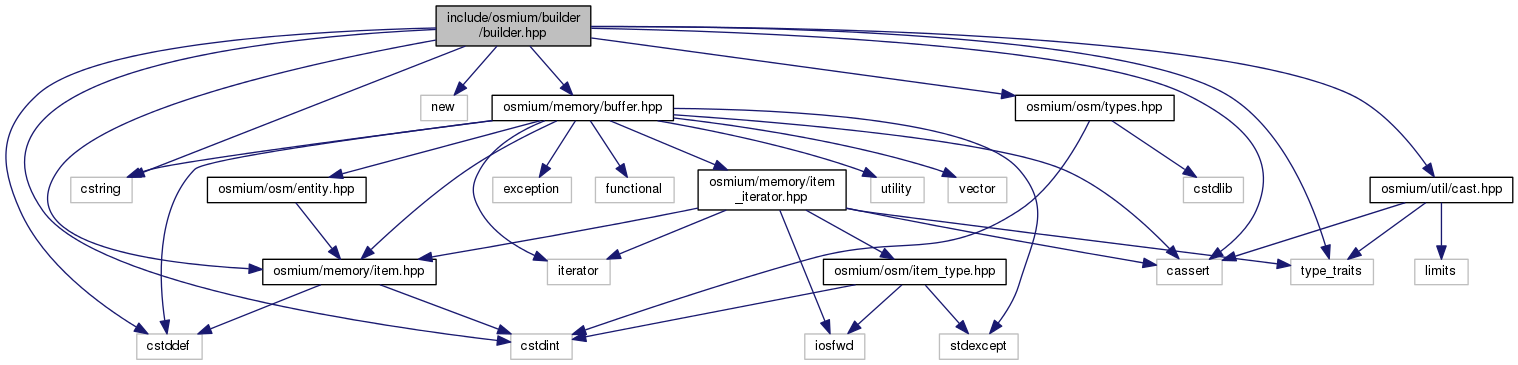 include/osmium/builder
/builder.hpp
new
osmium/memory/buffer.hpp
osmium/osm/types.hpp
cstring
osmium/osm/entity.hpp
exception
functional
osmium/memory/item
_iterator.hpp
utility
vector
cstdlib
osmium/util/cast.hpp
osmium/memory/item.hpp
iterator
osmium/osm/item_type.hpp
cassert
type_traits
limits
cstddef
cstdint
iosfwd
stdexcept